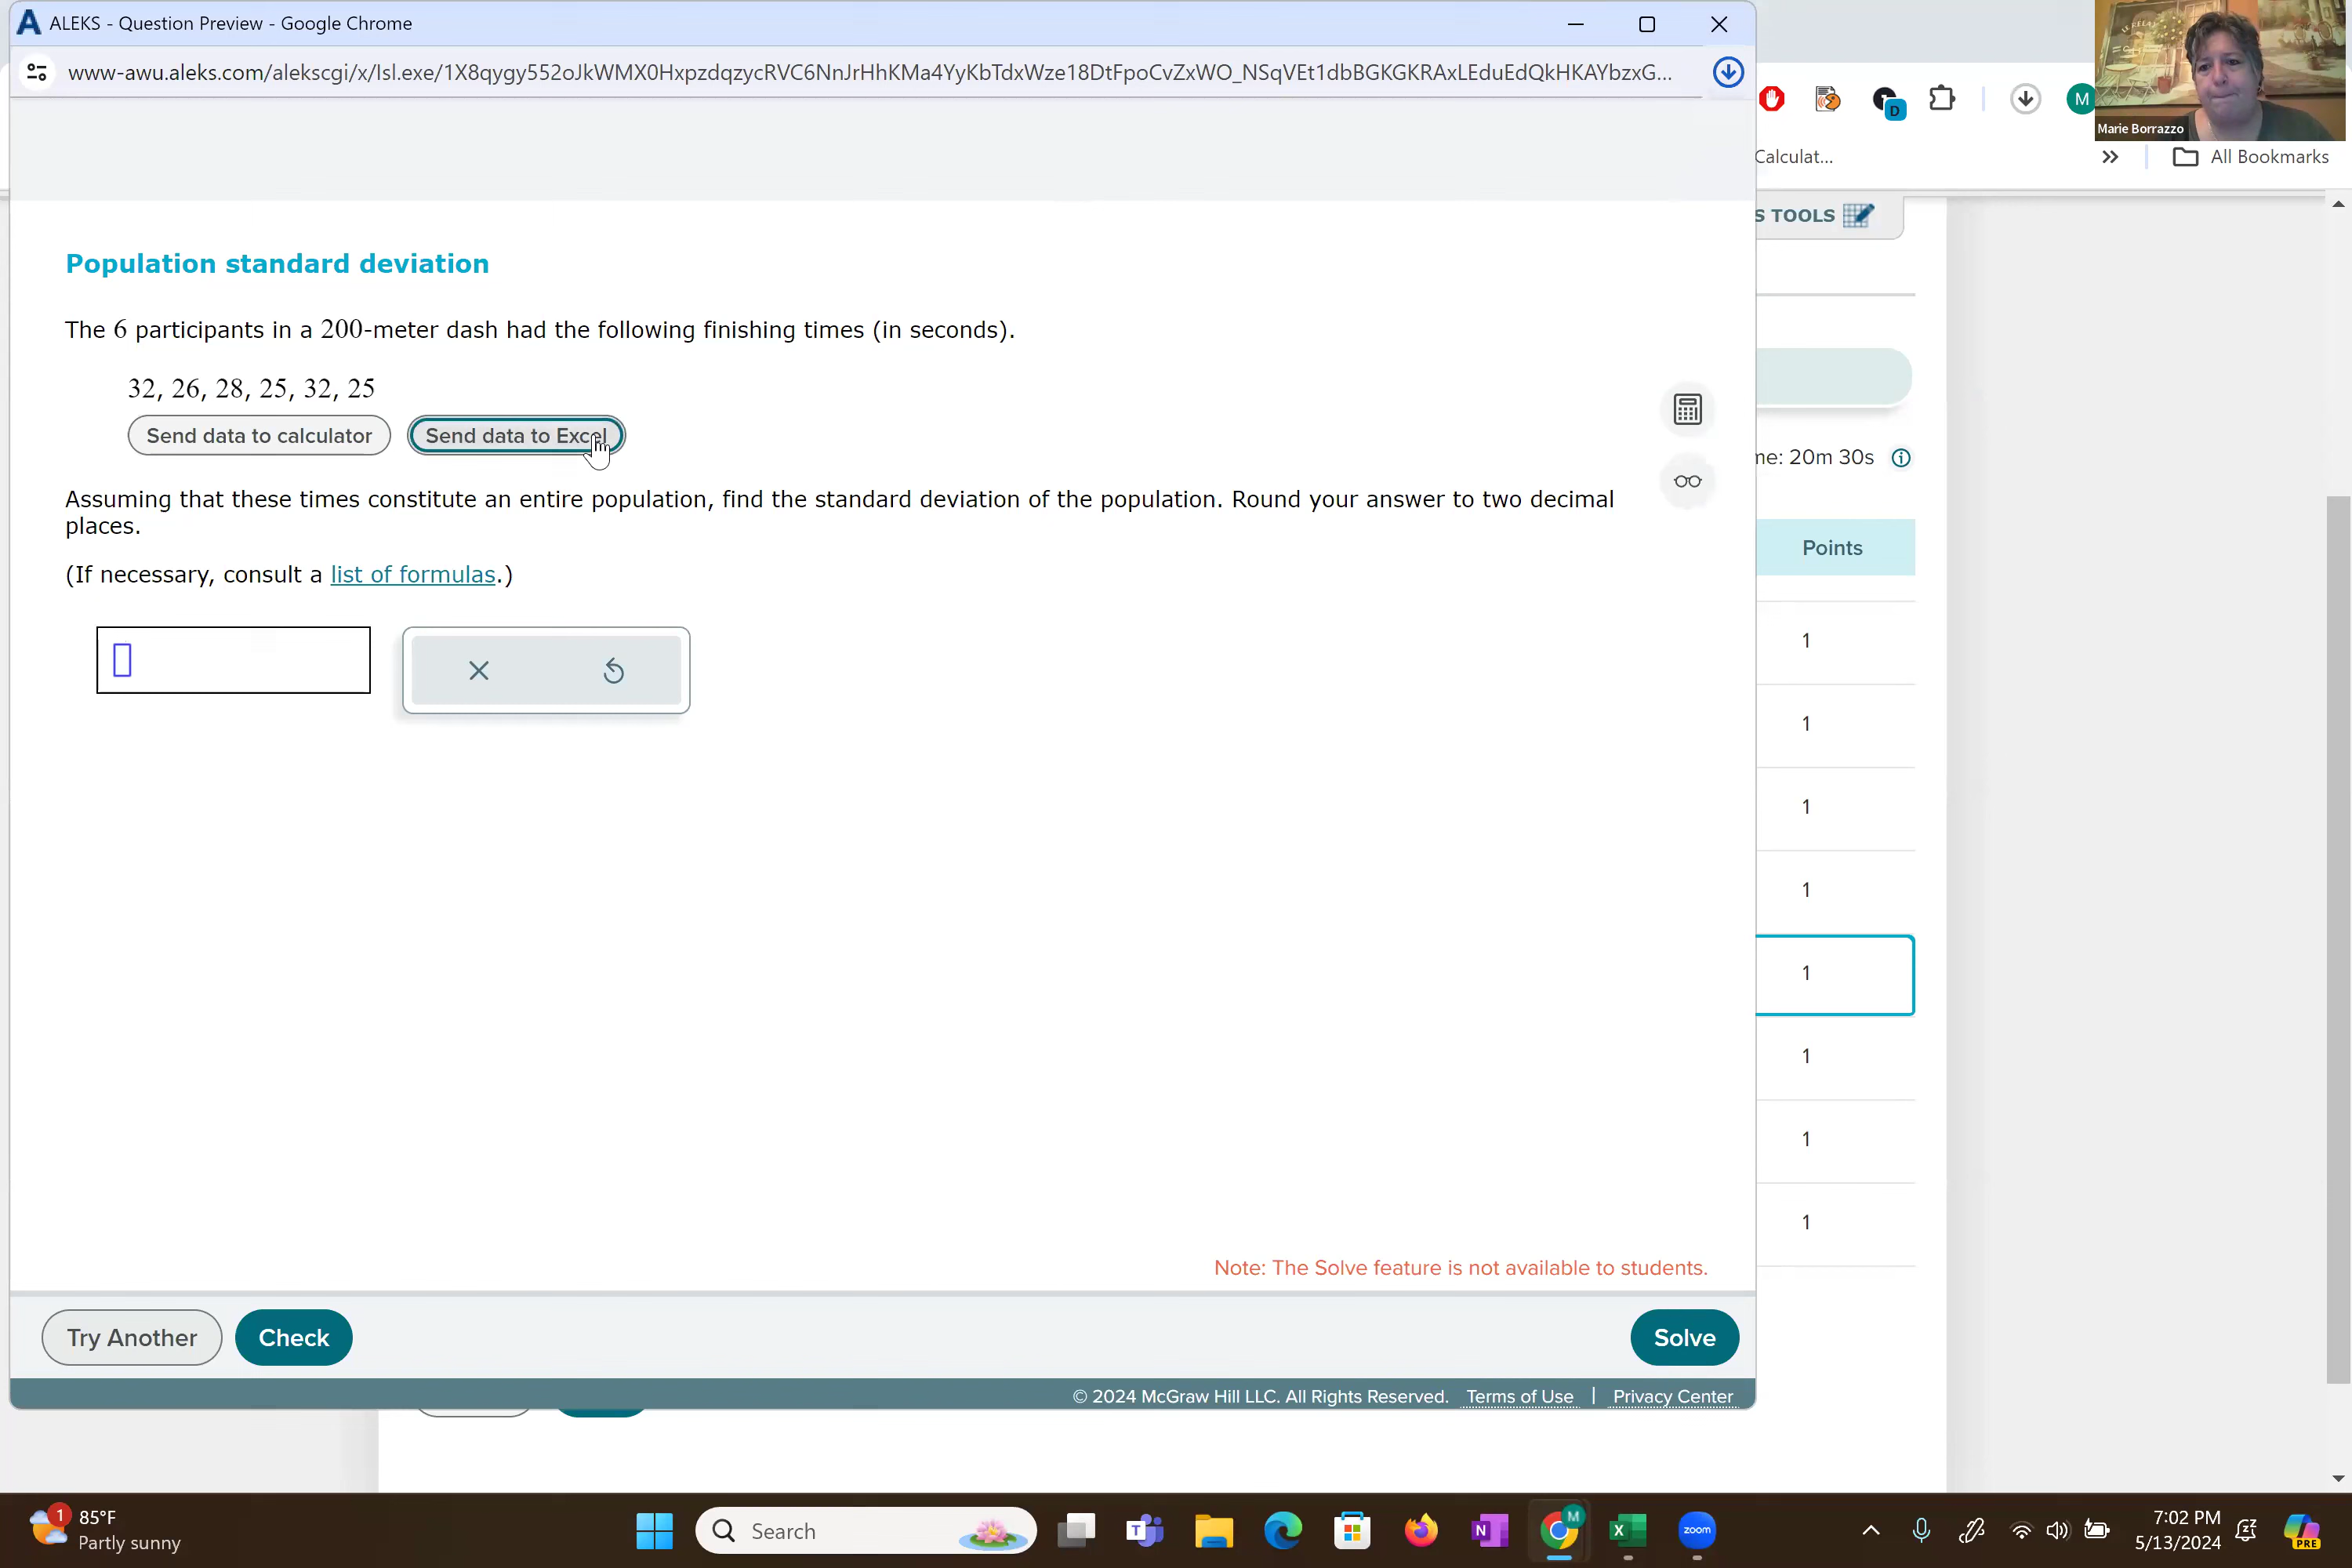 ALEKS - Question Preview - Google Chrome
www-awu.aleks.com/alekscgi/x/Isl.exe/1X8qygy552oJkWMX0HxpzdqzycRVC6NnJrHhKMa4YyKbTdxWze18DtFpoCvZxWO_NSqVEt1dbBGKGKRAxLEduEdQkHKAYbzxG...
D
M
Marie Borrazzo
Calculat...
All Bookmarks
S TOOLS
Population standard deviation
The 6 participants in a 200-meter dash had the following finishing times (in seconds).
32, 26, 28, 25, 32, 25
Send data to calculator
Send data to Excel
me: 20m 30s
Assuming that these times constitute an entire population, find the standard deviation of the population. Round your answer to two decimal
places.
Points
(If necessary, consult a list of formulas.)
1
1
1
1
1
1
1
1
Note: The Solve feature is not available to students.
Try Another
Check
Solve
© 2024 McGraw Hill LLC. All Rights Reserved. Terms of Use | Privacy Center
1
85°F
Partly sunny
Search
T
N
M
X
zoom
7:02 PM
5/13/2024
PRE